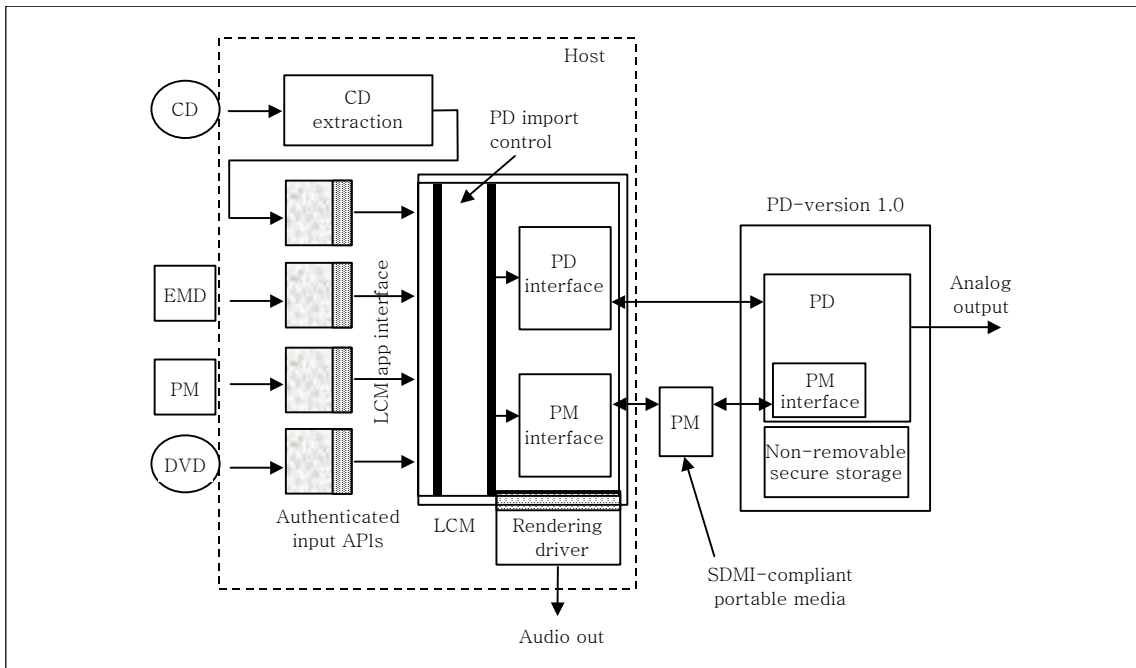 Host
CD
CD
extraction
PD import
control
PD-version 1.0
EMD
LCM app interface
PD
interface
PD
Analog
output
PM
PM
interface
PM
PM
interface
DVD
Non-removable
secure storage
Authenticated
input APIs
LCM
Rendering
driver
SDMI-compliant
portable media
Audio out